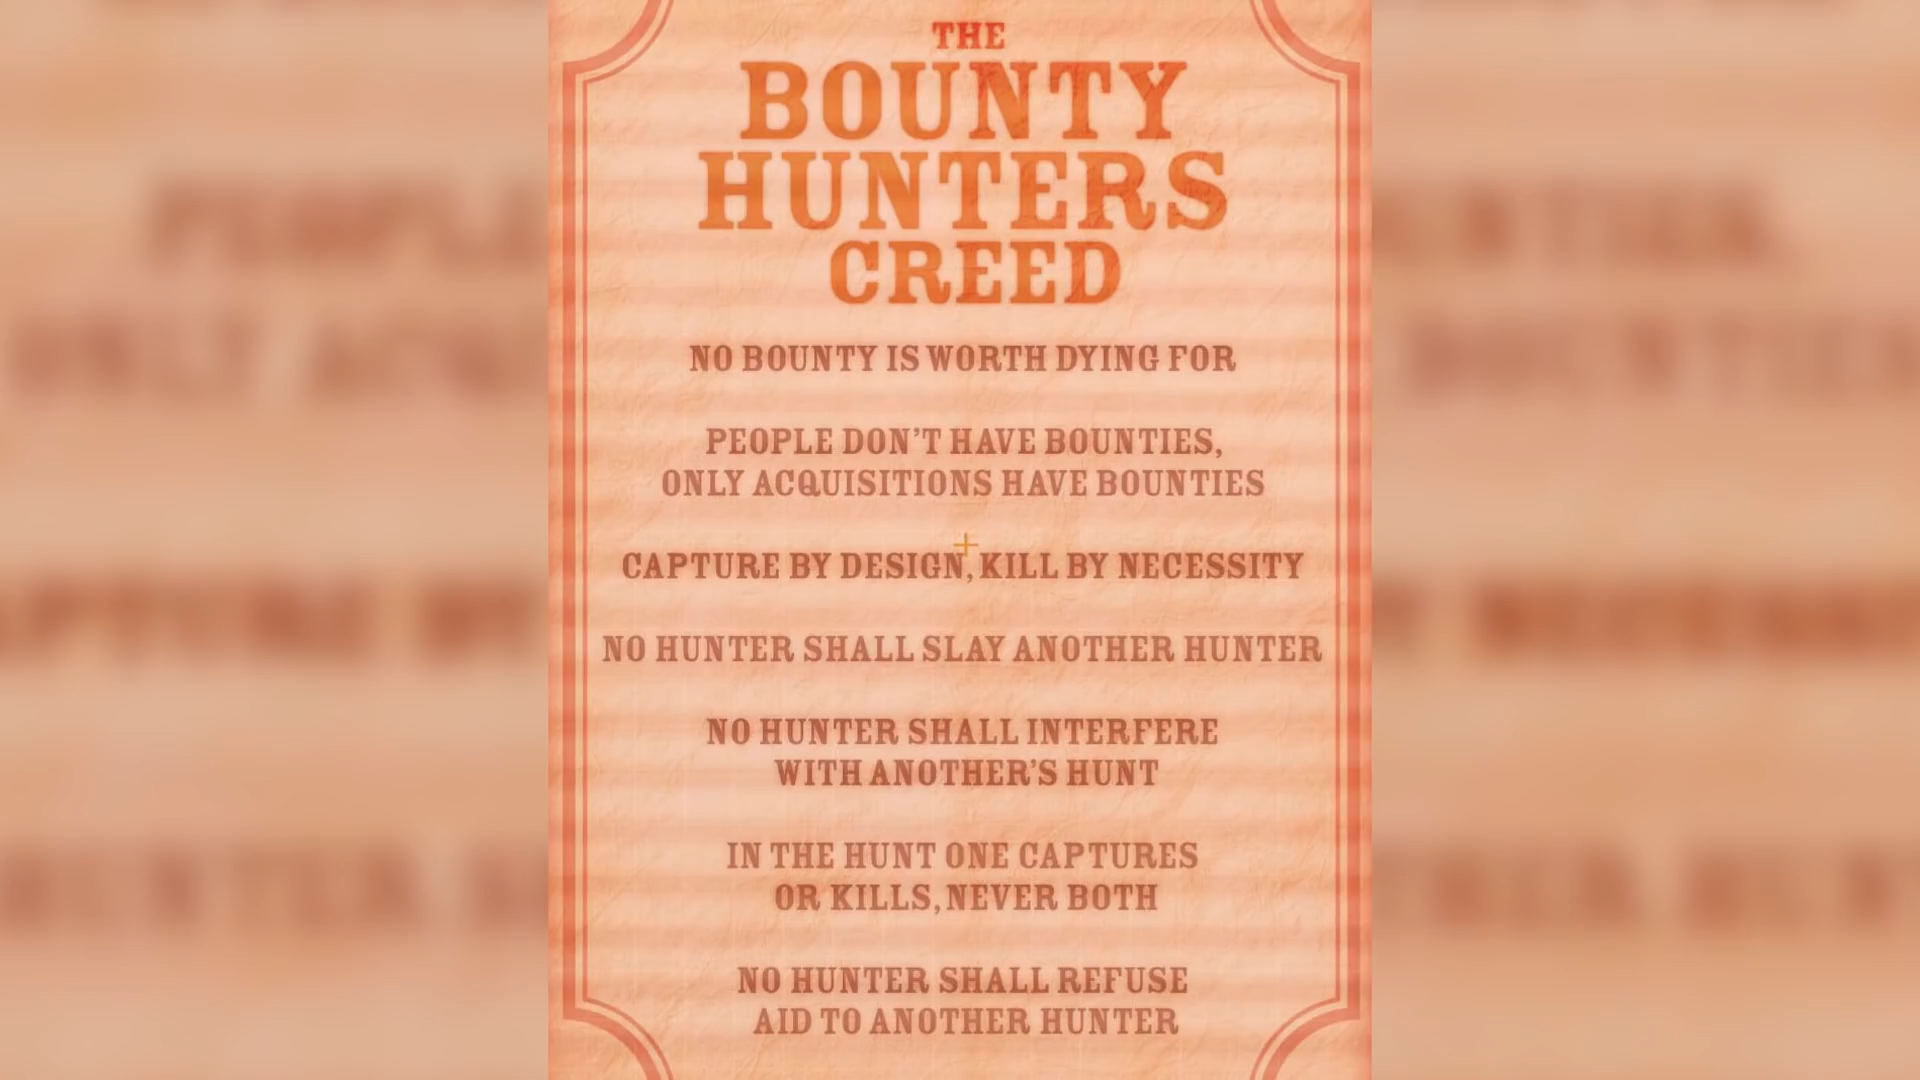 THE
BOUNTY
HUNTERS
CREED
NO BOUNTY IS WORTH DYING FOR
PEOPLE DON'T HAVE BOUNTIES,
ONLY ACQUISITIONS HAVE BOUNTIES
CAPTURE BY DESIGN, KILL BY NECESSITY
NO HUNTER SHALL SLAY ANOTHER HUNTER
NO HUNTER SHALL INTERFERE
WITH ANOTHER'S HUNT
IN THE HUNT ONE CAPTURES
OR KILLS, NEVER BOTH
NO HUNTER SHALL REFUSE
AID TO ANOTHER HUNTER